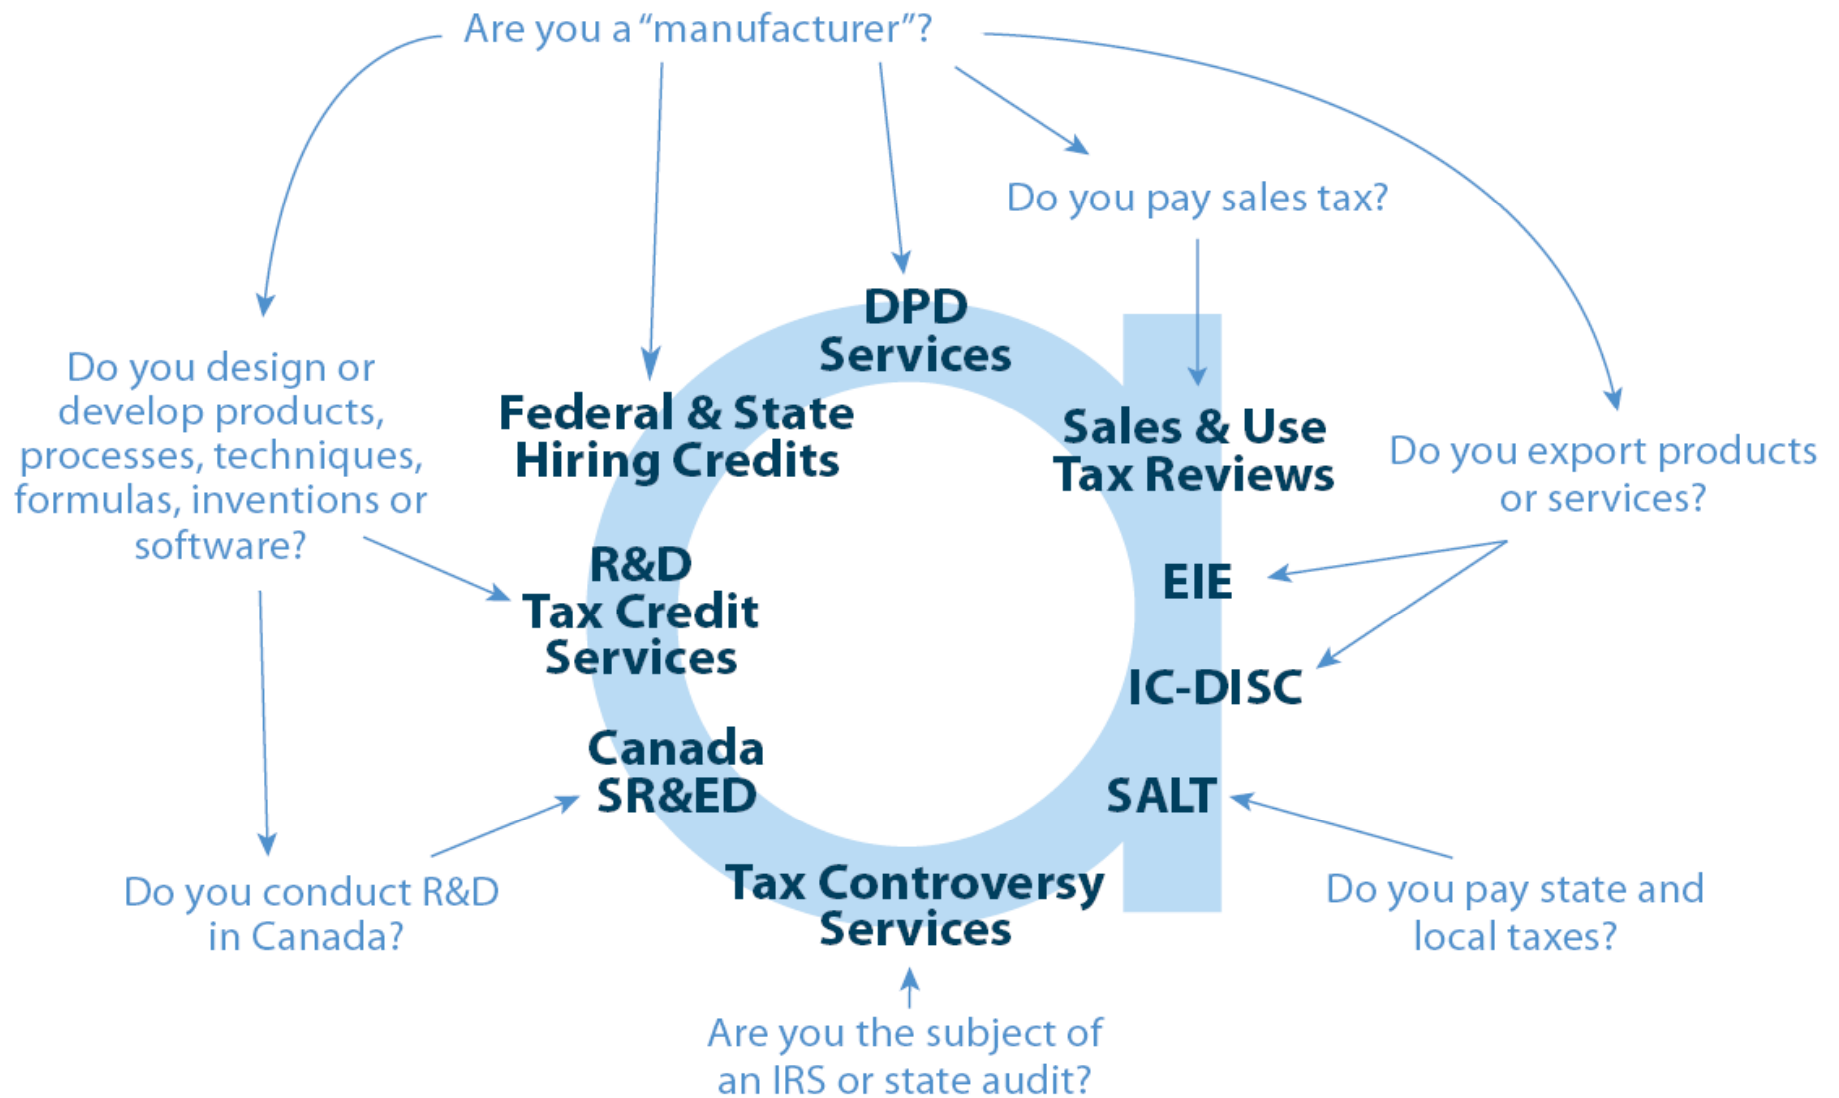 Are you a “manufacturer”?
Do you pay sales tax?
DPD
Services
Do you design or
develop products,
processes, techniques,
formulas, inventions or
software?
Federal & State
Hiring Credits
Sales & Use
Tax Reviews
Do you export products
or services?
R&D
Tax Credit
Services
EIE
IC-DISC
Canada
SR&ED
SALT
Do you conduct R&D
in Canada?
Tax Controversy
Services
Do you pay state and
local taxes?
Are you the subject of
an IRS or state audit?